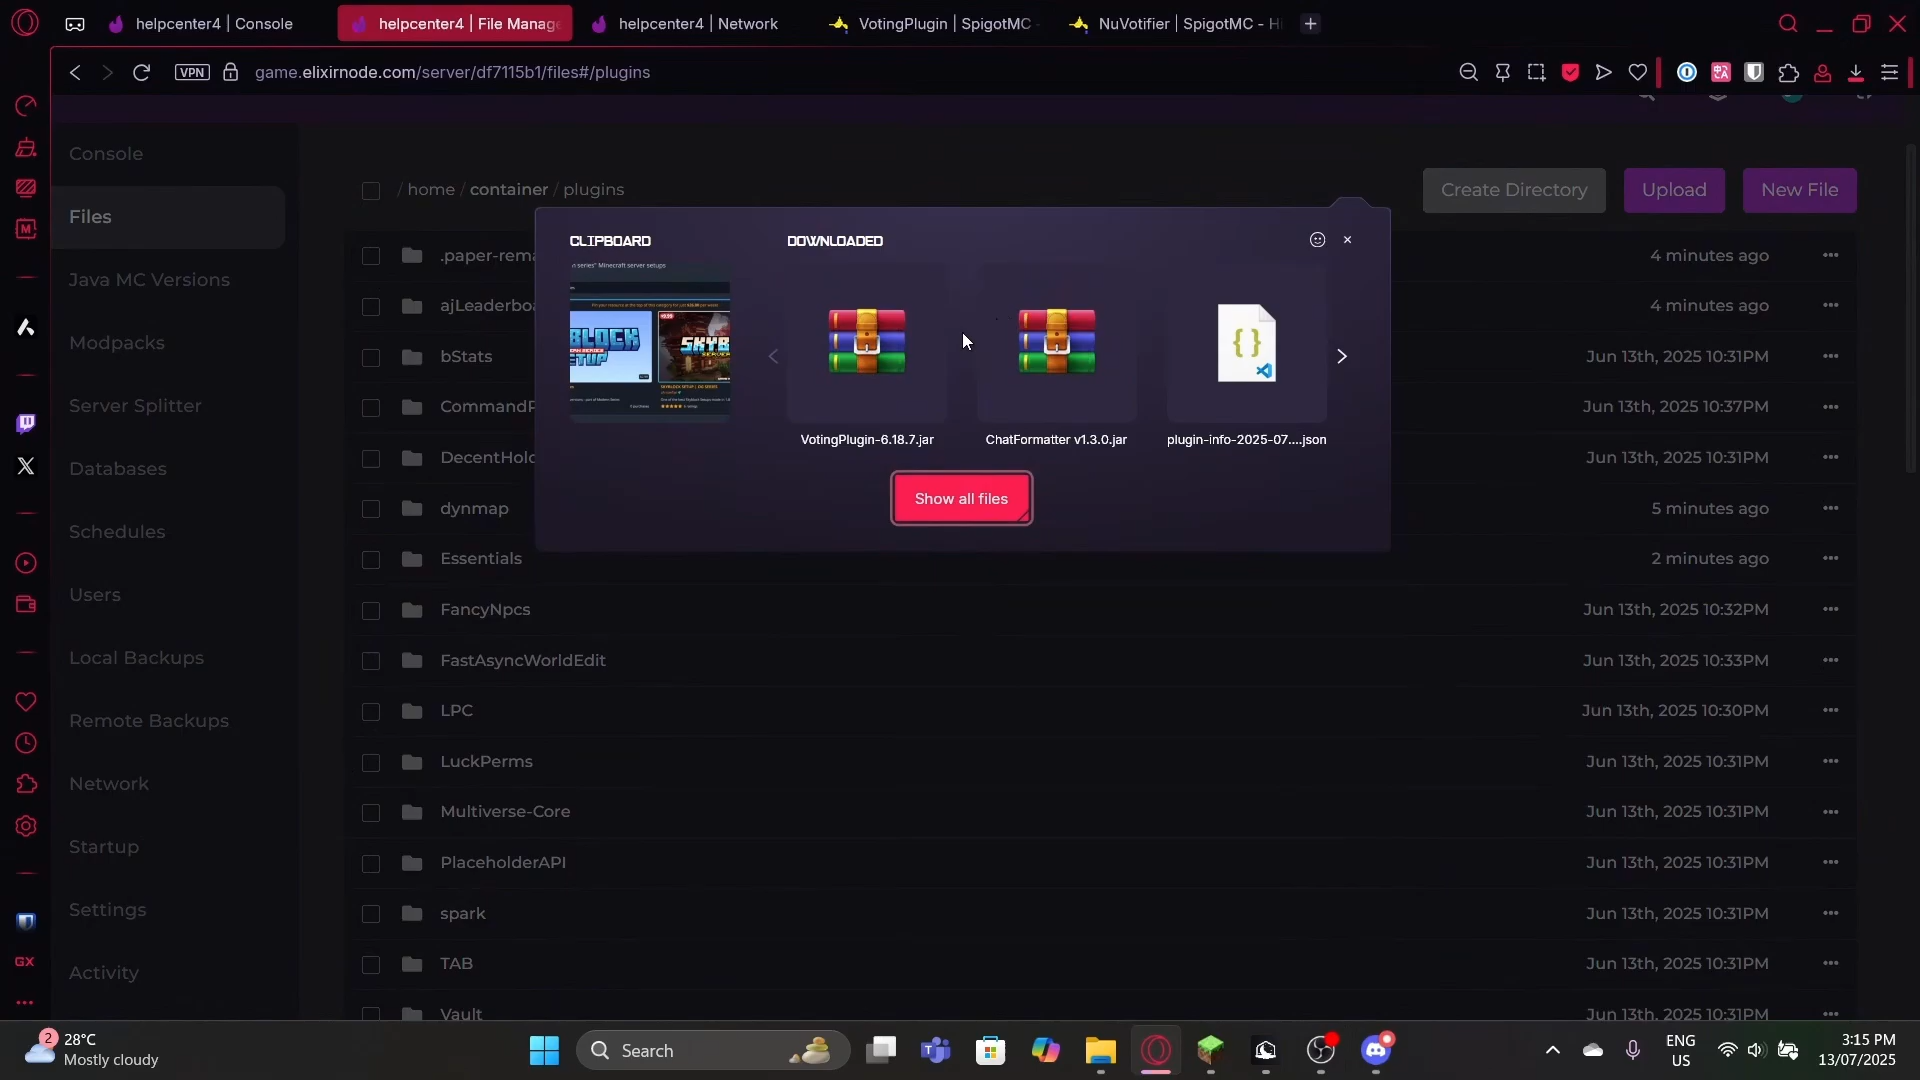 helpcenter4 | Console
helpcenter4 | File Manag
helpcenter4 | Network
VotingPlugin | SpigotMC -
NuVotifier | SpigotMC - Hi
VPN
game.elixirnode.com/server/df7115b1/files#/plugins
Console
Files
Java MC Versions
Modpacks
Server Splitter
Databases
Schedules
Users
Local Backups
Remote Backups
Network
Startup
Settings
Activity
GX
/ home / container / plugins
Create Directory
Upload
New File
CLIPBOARD
DOWNLOADED
n series" Minecraft server setups
VotingPlugin-6.18.7.jar
ChatFormatter v1.3.0.jar
plugin-info-2025-07....json
Show all files
.paper-rema
4 minutes ago
ajLeaderboa
4 minutes ago
bStats
Jun 13th, 2025 10:31PM
CommandP
Jun 13th, 2025 10:37PM
DecentHolo
Jun 13th, 2025 10:31PM
dynmap
5 minutes ago
Essentials
2 minutes ago
FancyNpcs
Jun 13th, 2025 10:32PM
FastAsyncWorldEdit
Jun 13th, 2025 10:33PM
LPC
Jun 13th, 2025 10:30PM
LuckPerms
Jun 13th, 2025 10:31PM
Multiverse-Core
Jun 13th, 2025 10:31PM
PlaceholderAPI
Jun 13th, 2025 10:31PM
spark
Jun 13th, 2025 10:31PM
TAB
Jun 13th, 2025 10:31PM
Vault
Jun 13th, 2025 10:31PM
2
28°C
Mostly cloudy
Search
ENG
US
3:15 PM
13/07/2025